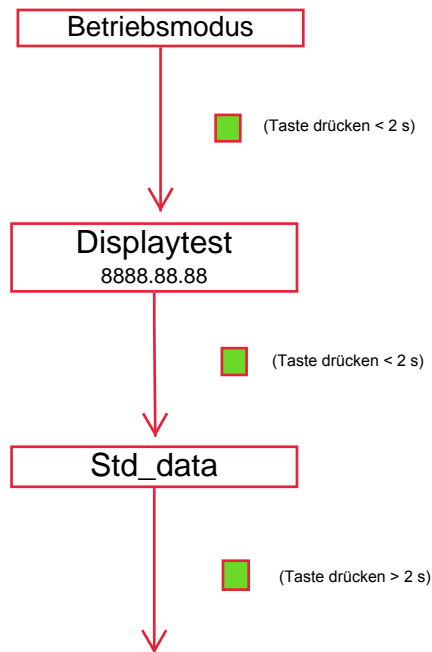 Betriebsmodus
(Taste drücken < 2 s)
Displaytest
8888.88.88
(Taste drücken < 2 s)
Std_data
(Taste drücken > 2 s)